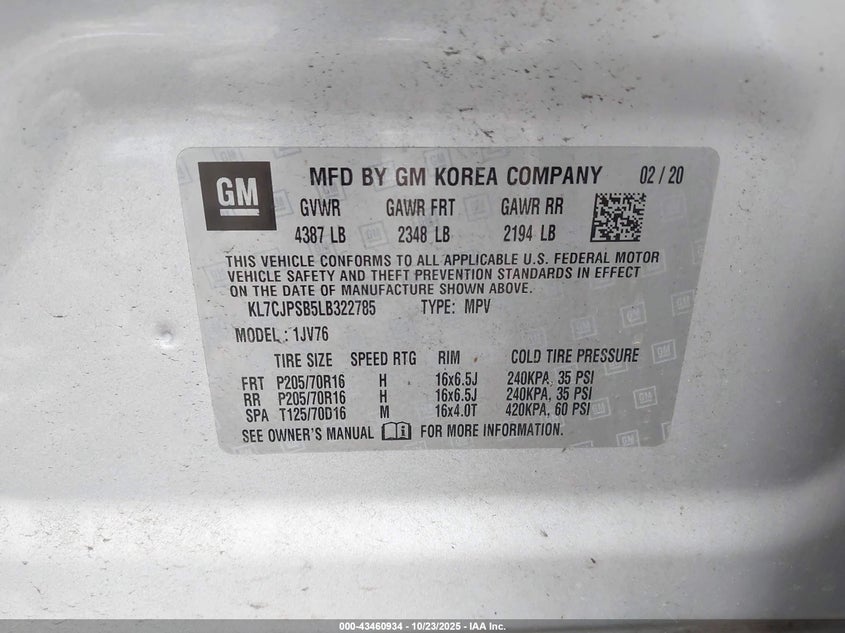 GM
MFD BY GM KOREA COMPANY 02 / 20
GVWR GAWR FRT GAWR RR
4387 LB 2348 LB 2194 LB
THIS VEHICLE CONFORMS TO ALL APPLICABLE U.S. FEDERAL MOTOR
VEHICLE SAFETY AND THEFT PREVENTION STANDARDS IN EFFECT
ON THE DATE OF MANUFACTURE SHOWN ABOVE.
KL7CJPSB5LB322785 TYPE: MPV
MODEL : 1JV76
TIRE SIZE SPEED RTG RIM COLD TIRE PRESSURE
FRT P205/70R16 H 16x6.5J 240KPA, 35 PSI
RR P205/70R16 H 16x6.5J 240KPA, 35 PSI
SPA T125/70D16 M 16x4.0T 420KPA, 60 PSI
SEE OWNER'S MANUAL FOR MORE INFORMATION.
000-43460934 - 10/23/2025 - IAA Inc.